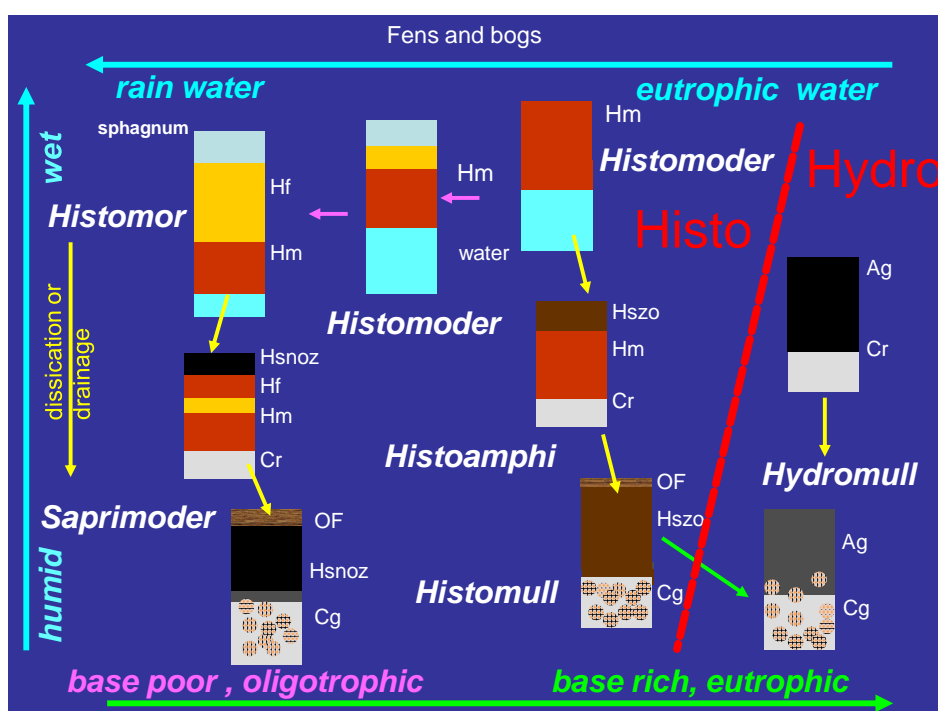 Fens and bogs
rain water
eutrophic water
sphagnum
Hm
wet
Histomoder
Hydro
Hf
Hm
Histomor
Histo
Hm
water
Ag
dissication or
drainage
Histomoder
Hszo
Hsnoz
Hm
Cr
Hf
Hm
Cr
Cr
Histoamphi
Hydromull
OF
Saprimoder
OF
Hszo
Ag
humid
Hsnoz
Histomull
Cg
Cg
Cg
base poor , oligotrophic
base rich, eutrophic